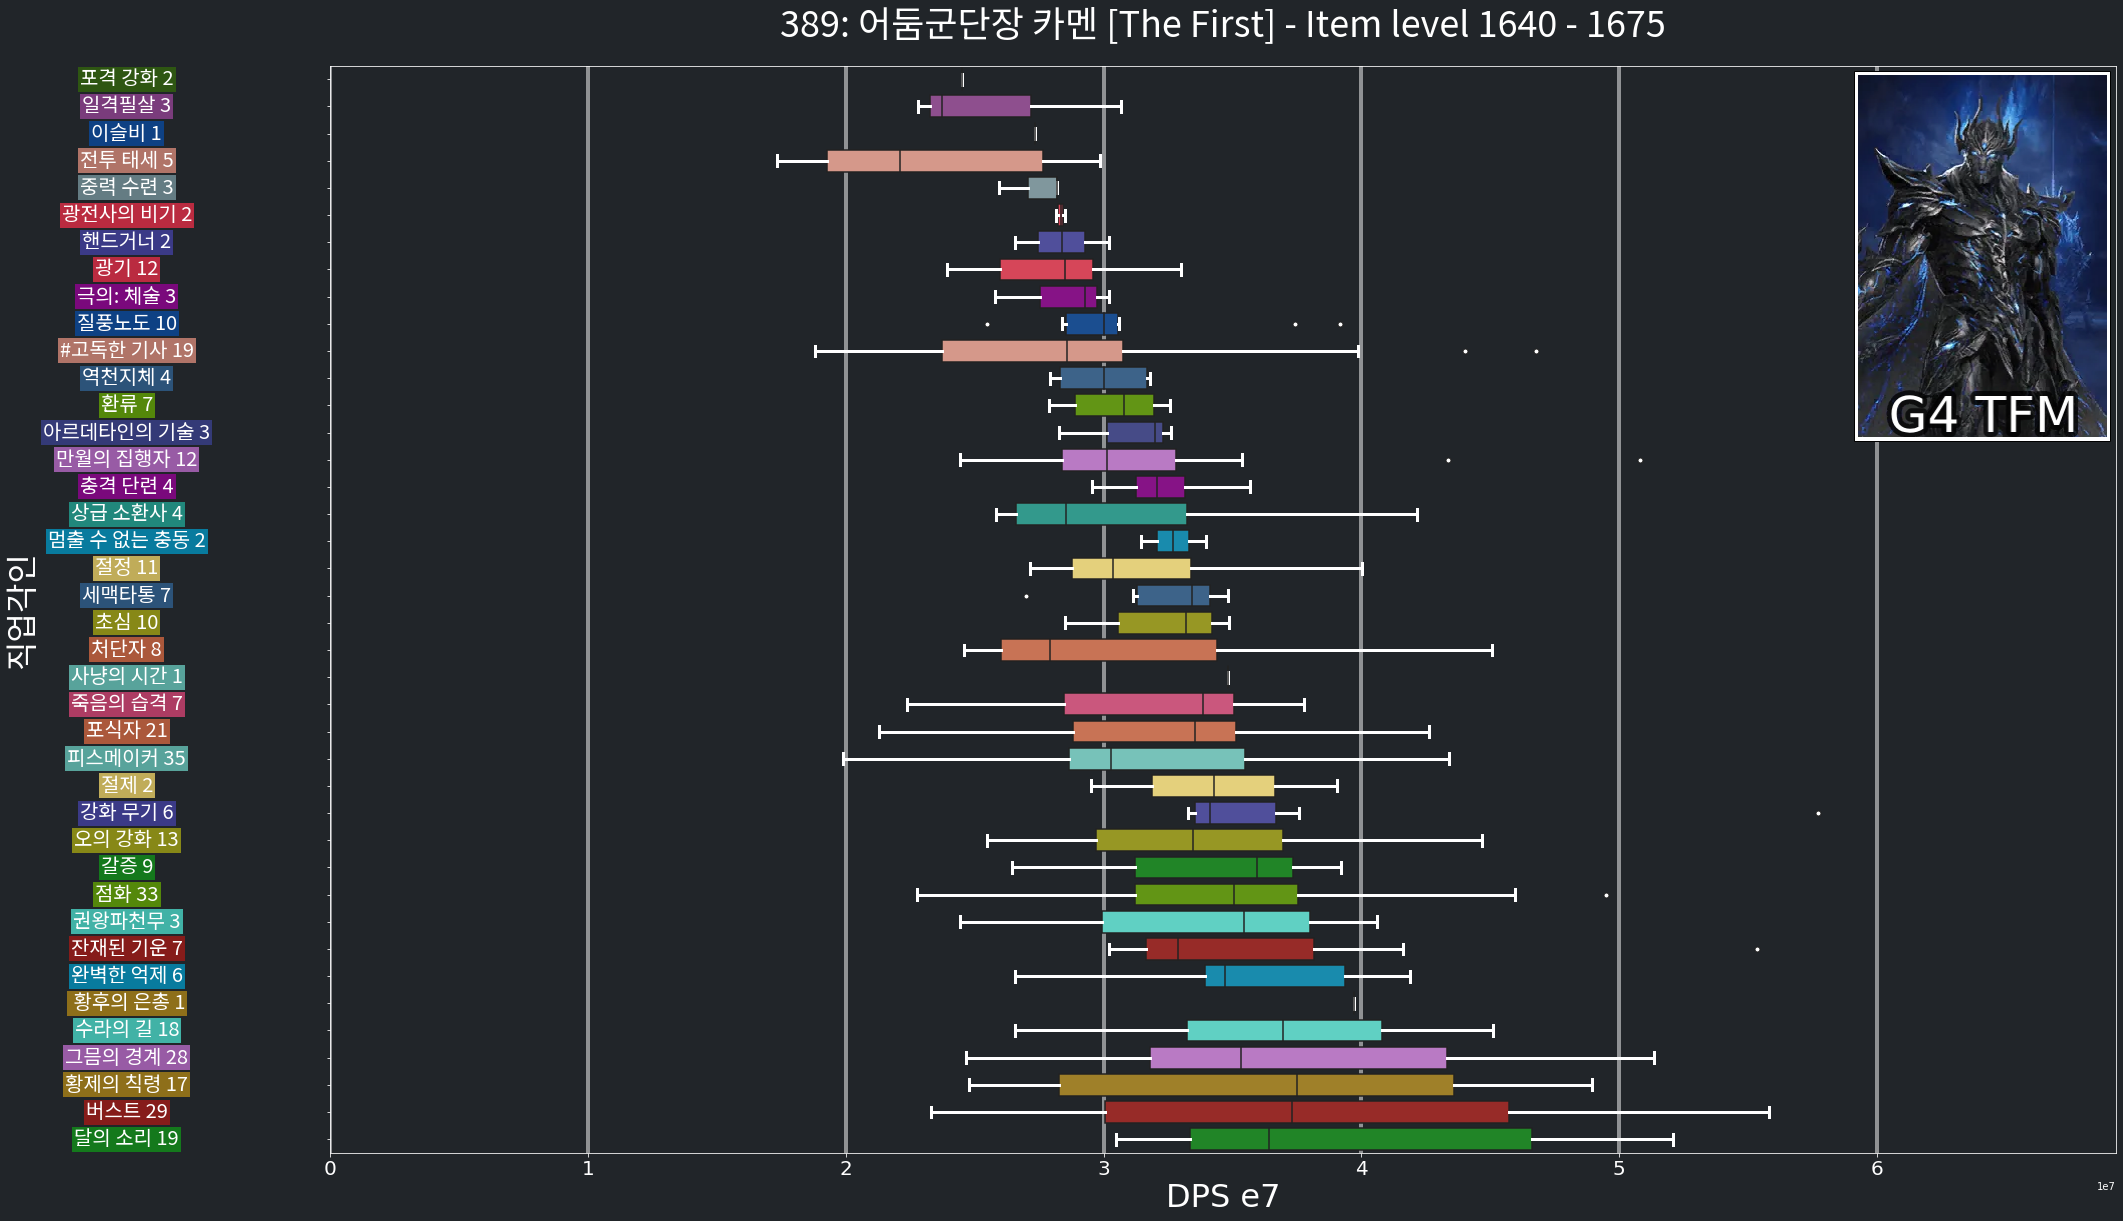 389: 어둠군단장 카멘 [The First] - Item level 1640 - 1675
포격 강화 2
일격필살 3
이슬비 1
전투 태세 5
중력 수련 3
광전사의 비기 2
핸드거너 2
광기 12
극의: 체술 3
질풍노도 10
#고독한 기사 19
역천지체 4
환류 7
아르데타인의 기술 3
만월의 집행자 12
충격 단련 4
상급 소환사 4
멈출 수 없는 충동 2
절정 11
세맥타통 7
초심 10
처단자 8
사냥의 시간 1
죽음의 습격 7
포식자 21
피스메이커 35
절제 2
강화 무기 6
오의 강화 13
갈증 9
점화 33
권왕파천무 3
잔재된 기운 7
완벽한 억제 6
황후의 은총 1
수라의 길 18
그믐의 경계 28
황제의 칙령 17
버스트 29
달의 소리 19
직업각인
G4 TFM
0 1 2 3 4 5 6
DPS e7
1e7